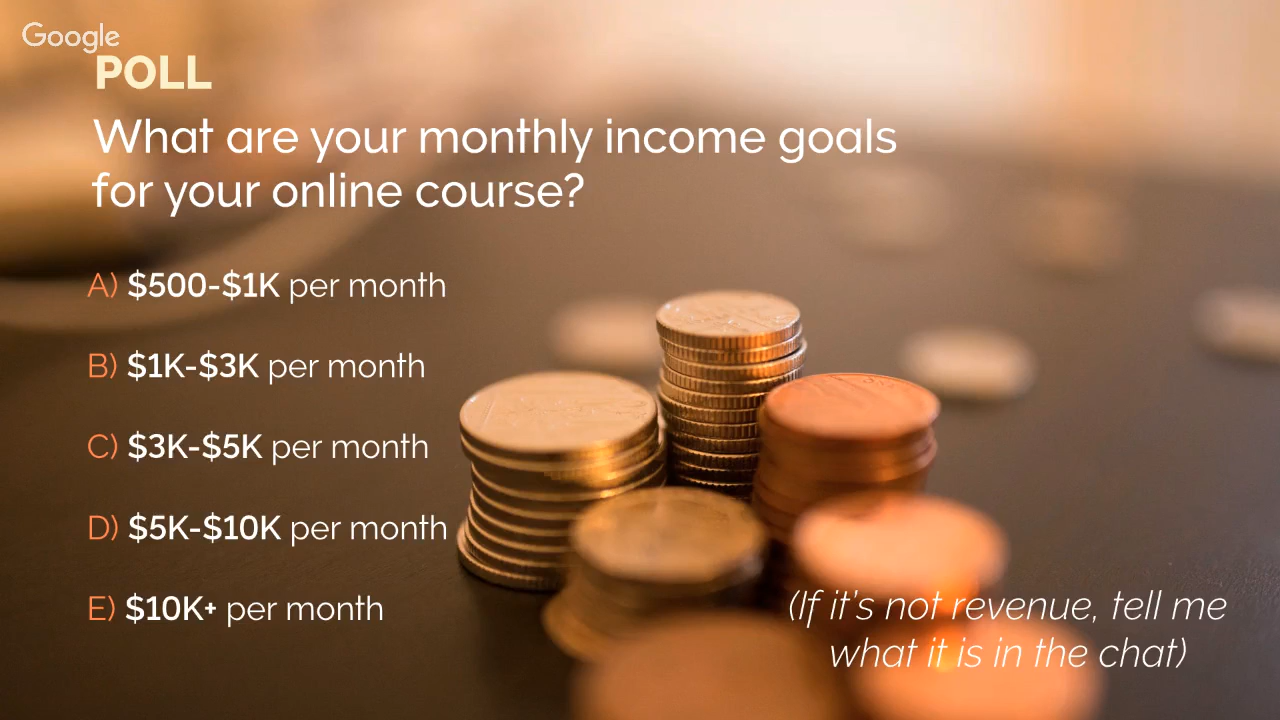 Google
POLL
What are your monthly income goals
for your online course?
A) $500-$1K per month
B) $1K-$3K per month
C) $3K-$5K per month
D) $5K-$10K per month
E) $10K+ per month
(If it's not revenue, tell me
what it is in the chat)